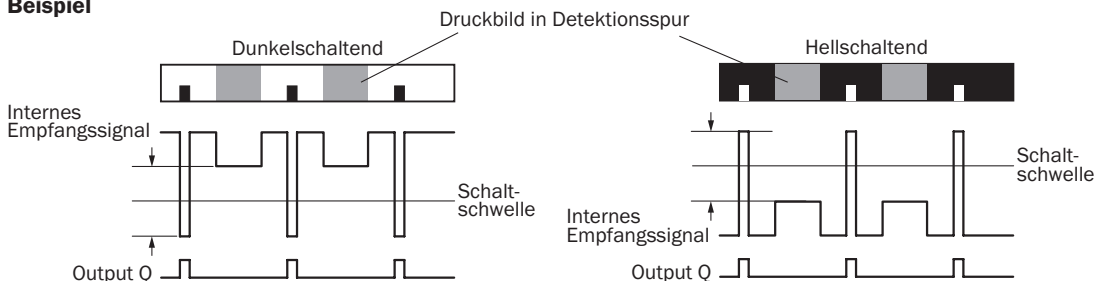 Beispiel
Druckbild in Detektionsspur
Dunkelschaltend
Hellschaltend
Internes
Empfangssignal
Schalt-
schwelle
Output Q
Schalt-
schwelle
Internes
Empfangssignal
Output Q